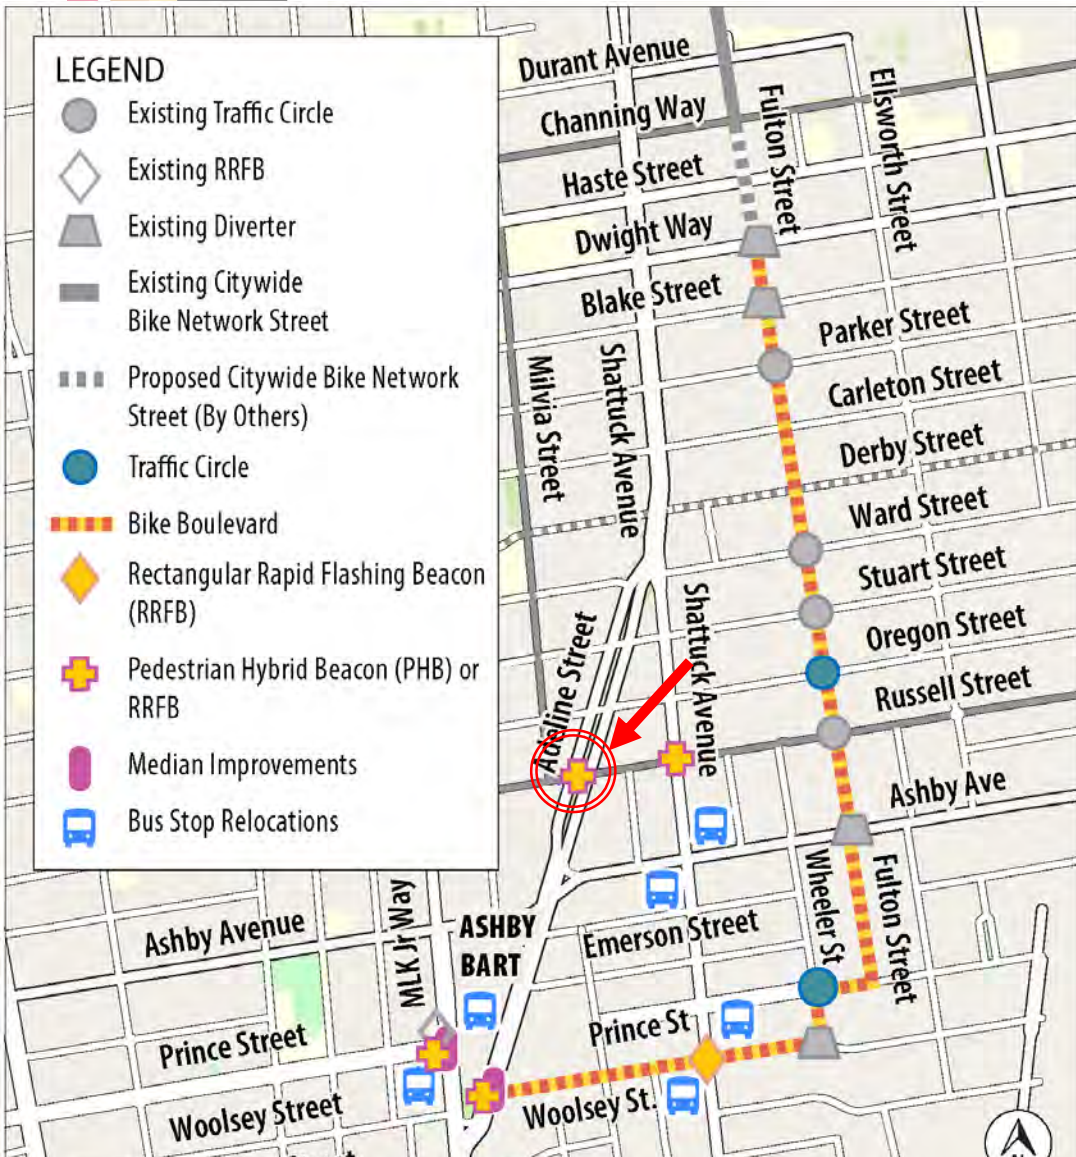 LEGEND
Existing Traffic Circle
Existing RRFB
Existing Diverter
Existing Citywide
Bike Network Street
Proposed Citywide Bike Network
Street (By Others)
Traffic Circle
Bike Boulevard
Rectangular Rapid Flashing Beacon
(RRFB)
Pedestrian Hybrid Beacon (PHB) or
RRFB
Median Improvements
Bus Stop Relocations
Durant Avenue
Channing Way
Haste Street
Dwight Way
Blake Street
Fulton Street
Ellsworth Street
Parker Street
Carleton Street
Derby Street
Ward Street
Stuart Street
Oregon Street
Russell Street
Ashby Ave
Milvia Street
Shattuck Avenue
Shattuck Avenue
Adeline Street
Wheeler St
Fulton Street
Emerson Street
Ashby Avenue
MLK Jr Way
ASHBY
BART
Prince St
Prince Street
Woolsey St.
Woolsey Street